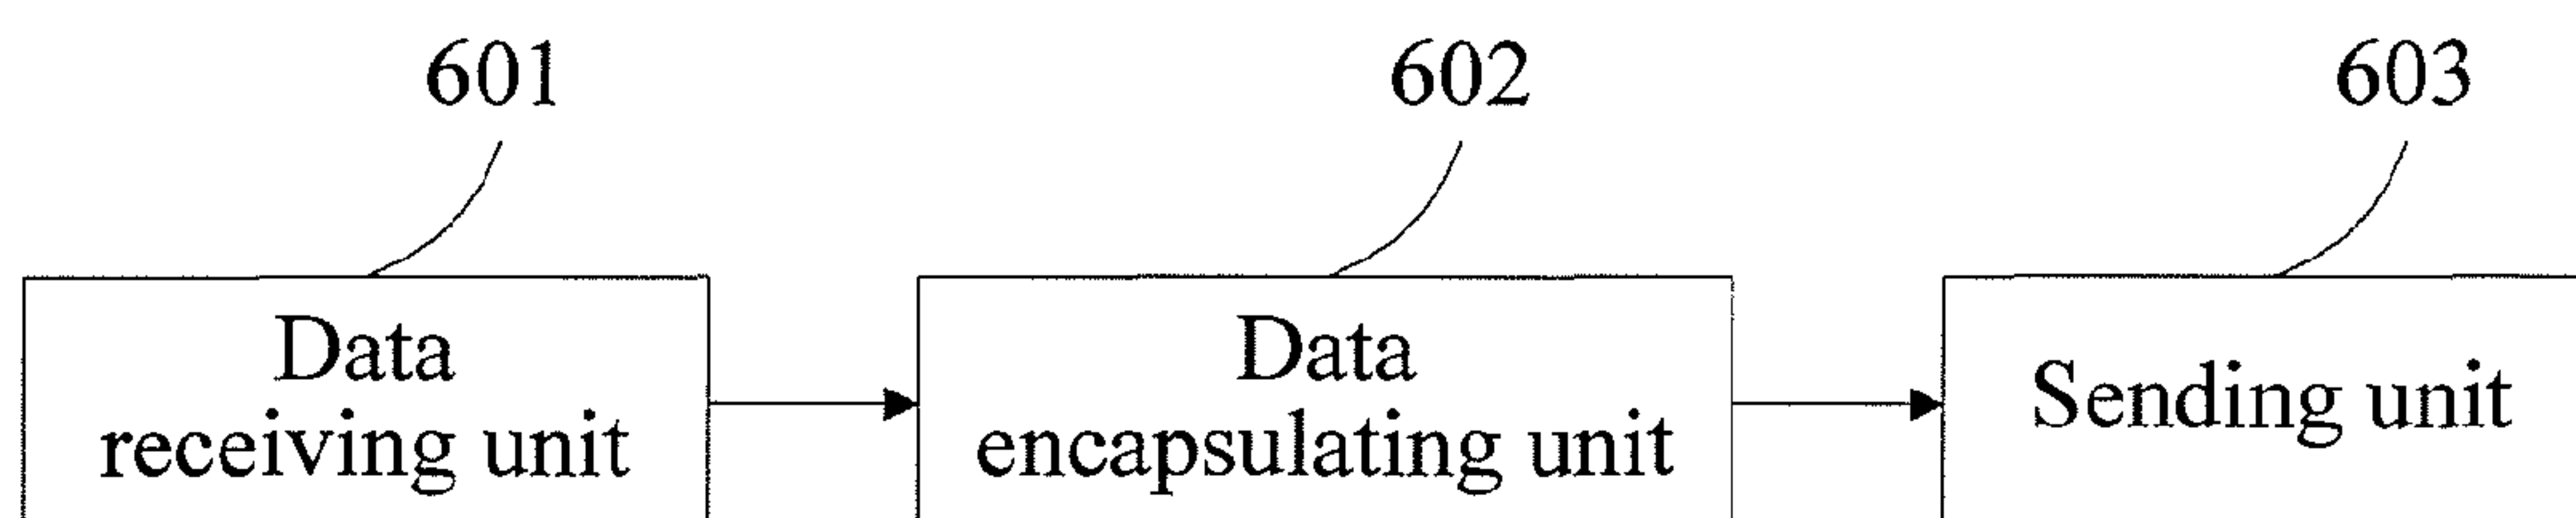 601
602
603
Data
receiving unit
Data
encapsulating unit
Sending unit